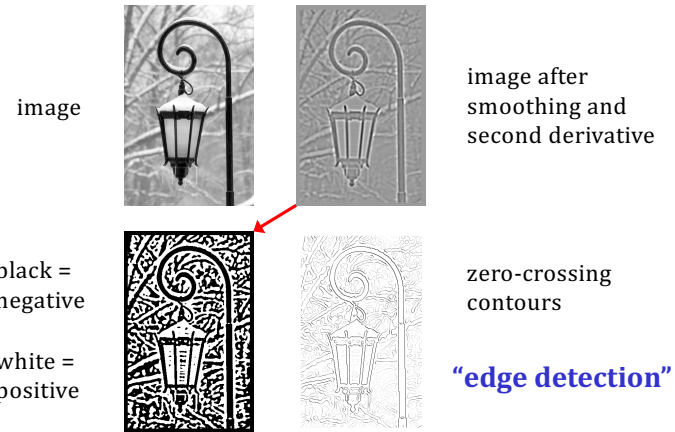 image
image after
smoothing and
second derivative
black =
negative
white =
positive
zero-crossing
contours
“edge detection”